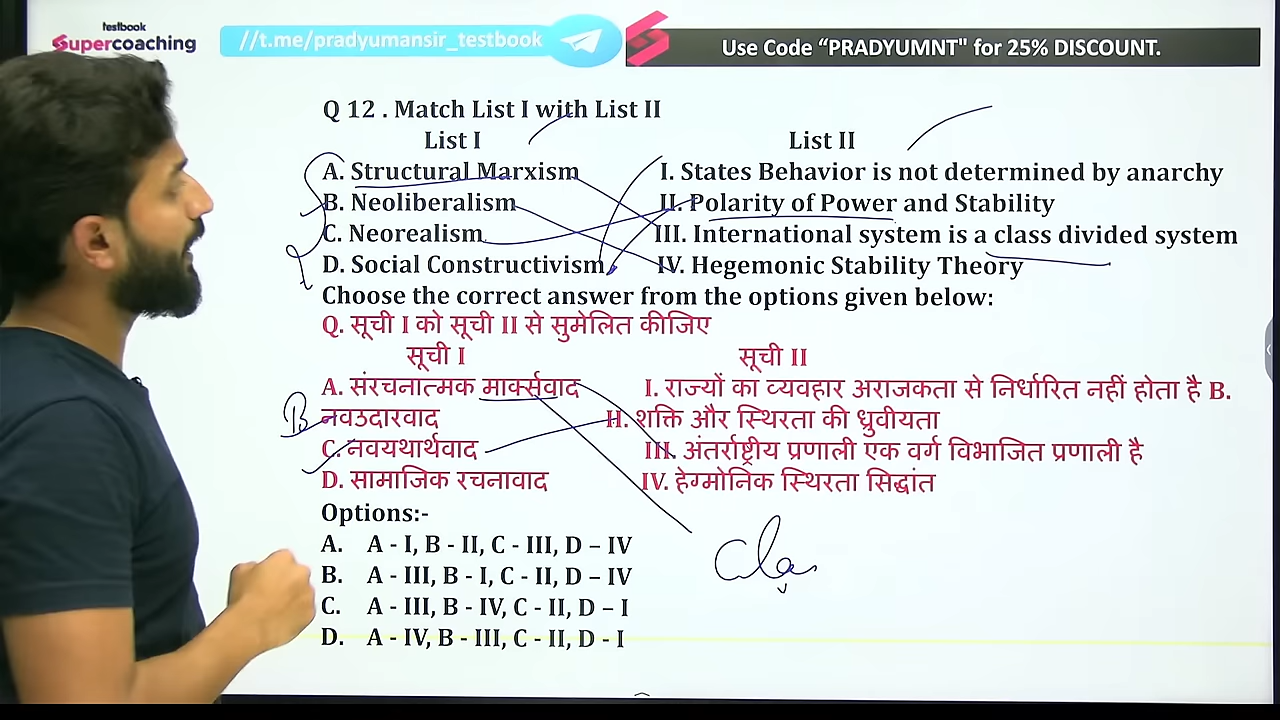 testbook
Supercoaching
//t.me/pradyumansir_testbook
Use Code “PRADYUMNT" for 25% DISCOUNT.
Q 12 . Match List I with List II
List I List II
A. Structural Marxism I. States Behavior is not determined by anarchy
B. Neoliberalism II. Polarity of Power and Stability
C. Neorealism III. International system is a class divided system
D. Social Constructivism IV. Hegemonic Stability Theory
Choose the correct answer from the options given below:
Q. सूची I को सूची II से सुमेलित कीजिए
सूची I सूची II
A. संरचनात्मक मार्क्सवाद I. राज्यों का व्यवहार अराजकता से निर्धारित नहीं होता है B.
B नवउदारवाद II. शक्ति और स्थिरता की ध्रुवीयता
C. नवयथार्थवाद III. अंतर्राष्ट्रीय प्रणाली एक वर्ग विभाजित प्रणाली है
D. सामाजिक रचनावाद IV. हेग्मोनिक स्थिरता सिद्धांत
Options:-
A. A - I, B - II, C - III, D – IV
B. A - III, B - I, C - II, D – IV
C. A - III, B - IV, C - II, D – I
D. A - IV, B - III, C - II, D - I